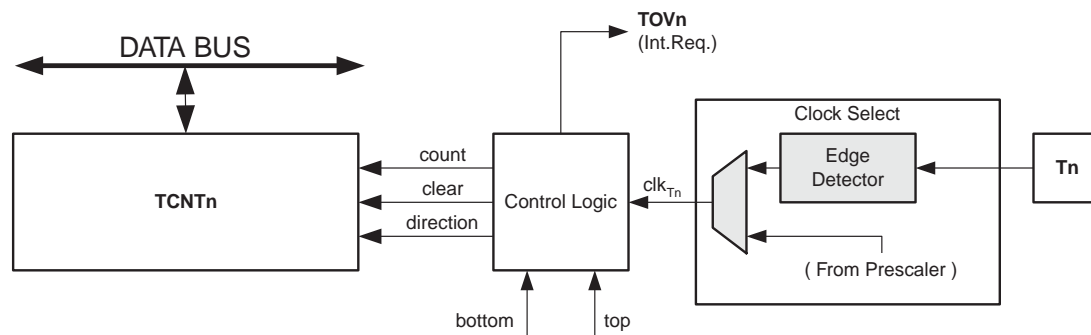 TOVn
(Int.Req.)
DATA BUS
Clock Select
count
Edge
Detector
Tn
TCNTn
clear
Control Logic
clkTn
direction
( From Prescaler )
bottom
top